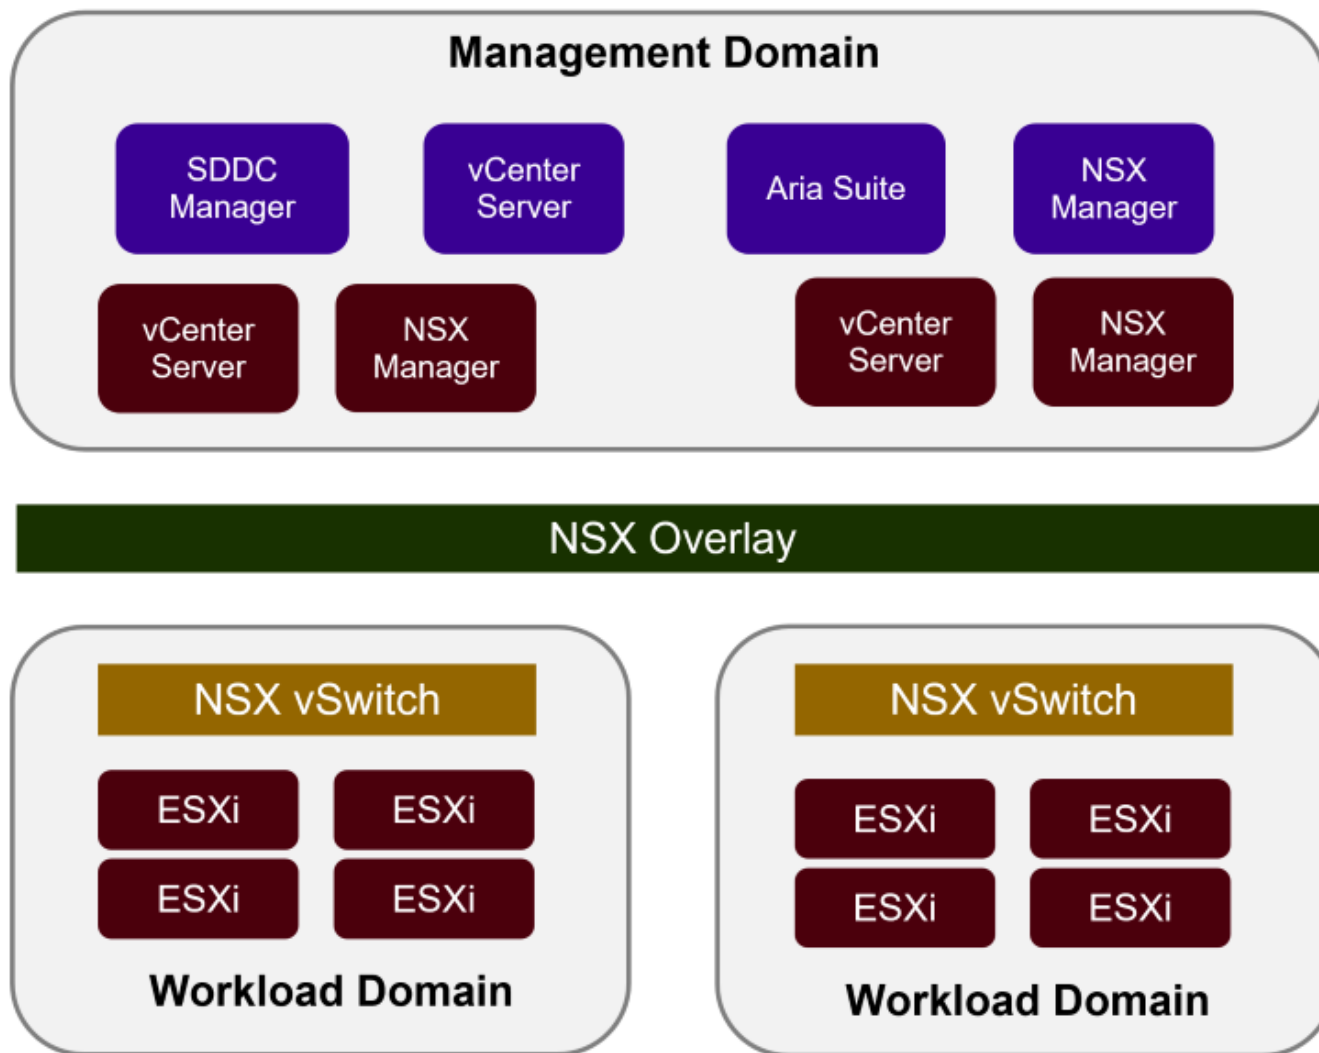 Management Domain
SDDC
Manager
vCenter
Server
Aria Suite
NSX
Manager
vCenter
Server
NSX
Manager
vCenter
Server
NSX
Manager
NSX Overlay
NSX vSwitch
ESXi
ESXi
ESXi
ESXi
Workload Domain
NSX vSwitch
ESXi
ESXi
ESXi
ESXi
Workload Domain